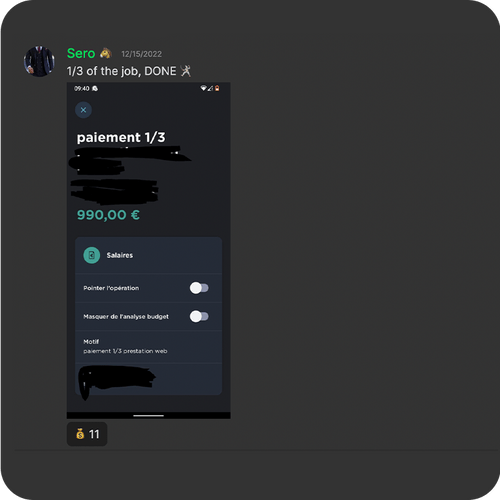 Sero 12/15/2022
1/3 of the job, DONE
09:40
paiement 1/3
990,00 €
Salaires
Pointer l'opération
Masquer de l'analyse budget
Motif
paiement 1/3 prestation web
11